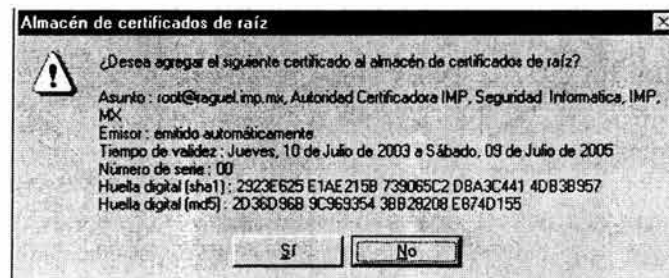 Almacén de certificados de raíz
¿Desea agregar el siguiente certificado al almacén de certificados de raíz?
Asunto : root@raguel.imp.mx, Autoridad Certificadora IMP, Seguridad Informatica, IMP,
MX
Emisor : emitido automáticamente
Tiempo de validez : Jueves, 10 de Julio de 2003 a Sábado, 09 de Julio de 2005
Número de serie : 00
Huella digital (sha1) : 2923E625 E1AE215B 739065C2 D8A3C441 4DB3B957
Huella digital (md5) : 2D36D96B 9C969354 3BB28208 EB74D155
Sí
No